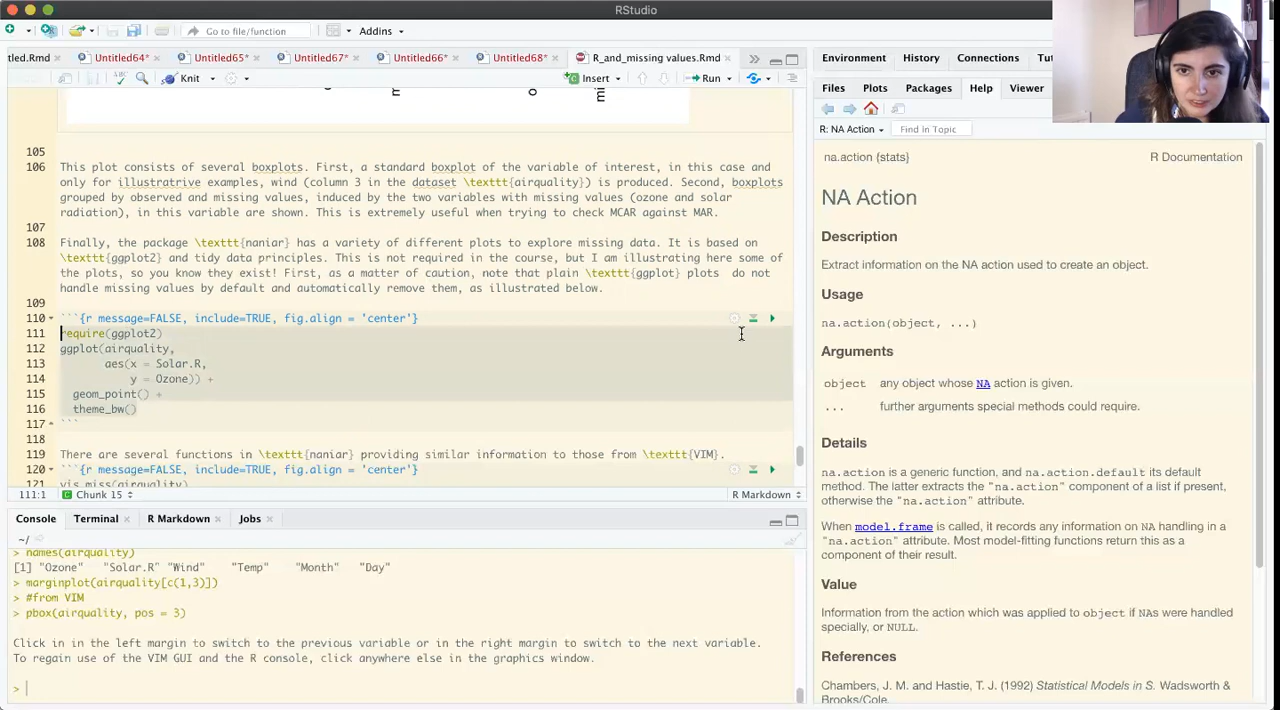 RStudio
Go to file/function
Addins
tled.Rmd
Untitled64*
Untitled65*
Untitled67*
Untitled66*
Untitled68*
R_and_missing values.Rmd
Knit
Insert
Run
105
106 This plot consists of several boxplots. First, a standard boxplot of the variable of interest, in this case and
only for illustratrive examples, wind (column 3 in the dataset \texttt{airquality}) is produced. Second, boxplots
grouped by observed and missing values, induced by the two variables with missing values (ozone and solar
radiation), in this variable are shown. This is extremely useful when trying to check MCAR against MAR.
107
108 Finally, the package \texttt{naniar} has a variety of different plots to explore missing data. It is based on
\texttt{ggplot2} and tidy data principles. This is not required in the course, but I am illustrating here some of
the plots, so you know they exist! First, as a matter of caution, note that plain \texttt{ggplot} plots do not
handle missing values by default and automatically remove them, as illustrated below.
109
110 ```{r message=FALSE, include=TRUE, fig.align = 'center'}
111 require(ggplot2)
112 ggplot(airquality,
113 aes(x = Solar.R,
114 y = Ozone)) +
115 geom_point() +
116 theme_bw()
117 ```
118
119 There are several functions in \texttt{naniar} providing similar information to those from \texttt{VIM}.
120 ```{r message=FALSE, include=TRUE, fig.align = 'center'}
121 vis_miss(airquality)
111:1 Chunk 15 R Markdown
Console Terminal R Markdown Jobs
~/
> names(airquality)
[1] "Ozone" "Solar.R" "Wind" "Temp" "Month" "Day"
> marginplot(airquality[c(1,3)])
> #from VIM
> pbox(airquality, pos = 3)
Click in in the left margin to switch to the previous variable or in the right margin to switch to the next variable.
To regain use of the VIM GUI and the R console, click anywhere else in the graphics window.
>
Environment History Connections Tut
Files Plots Packages Help Viewer
R: NA Action Find in Topic
na.action {stats} R Documentation
NA Action
Description
Extract information on the NA action used to create an object.
Usage
na.action(object, ...)
Arguments
object any object whose NA action is given.
... further arguments special methods could require.
Details
na.action is a generic function, and na.action.default its default
method. The latter extracts the "na.action" component of a list if present,
otherwise the "na.action" attribute.
When model.frame is called, it records any information on NA handling in a
"na.action" attribute. Most model-fitting functions return this as a
component of their result.
Value
Information from the action which was applied to object if NAs were handled
specially, or NULL.
References
Chambers, J. M. and Hastie, T. J. (1992) Statistical Models in S. Wadsworth &
Brooks/Cole.